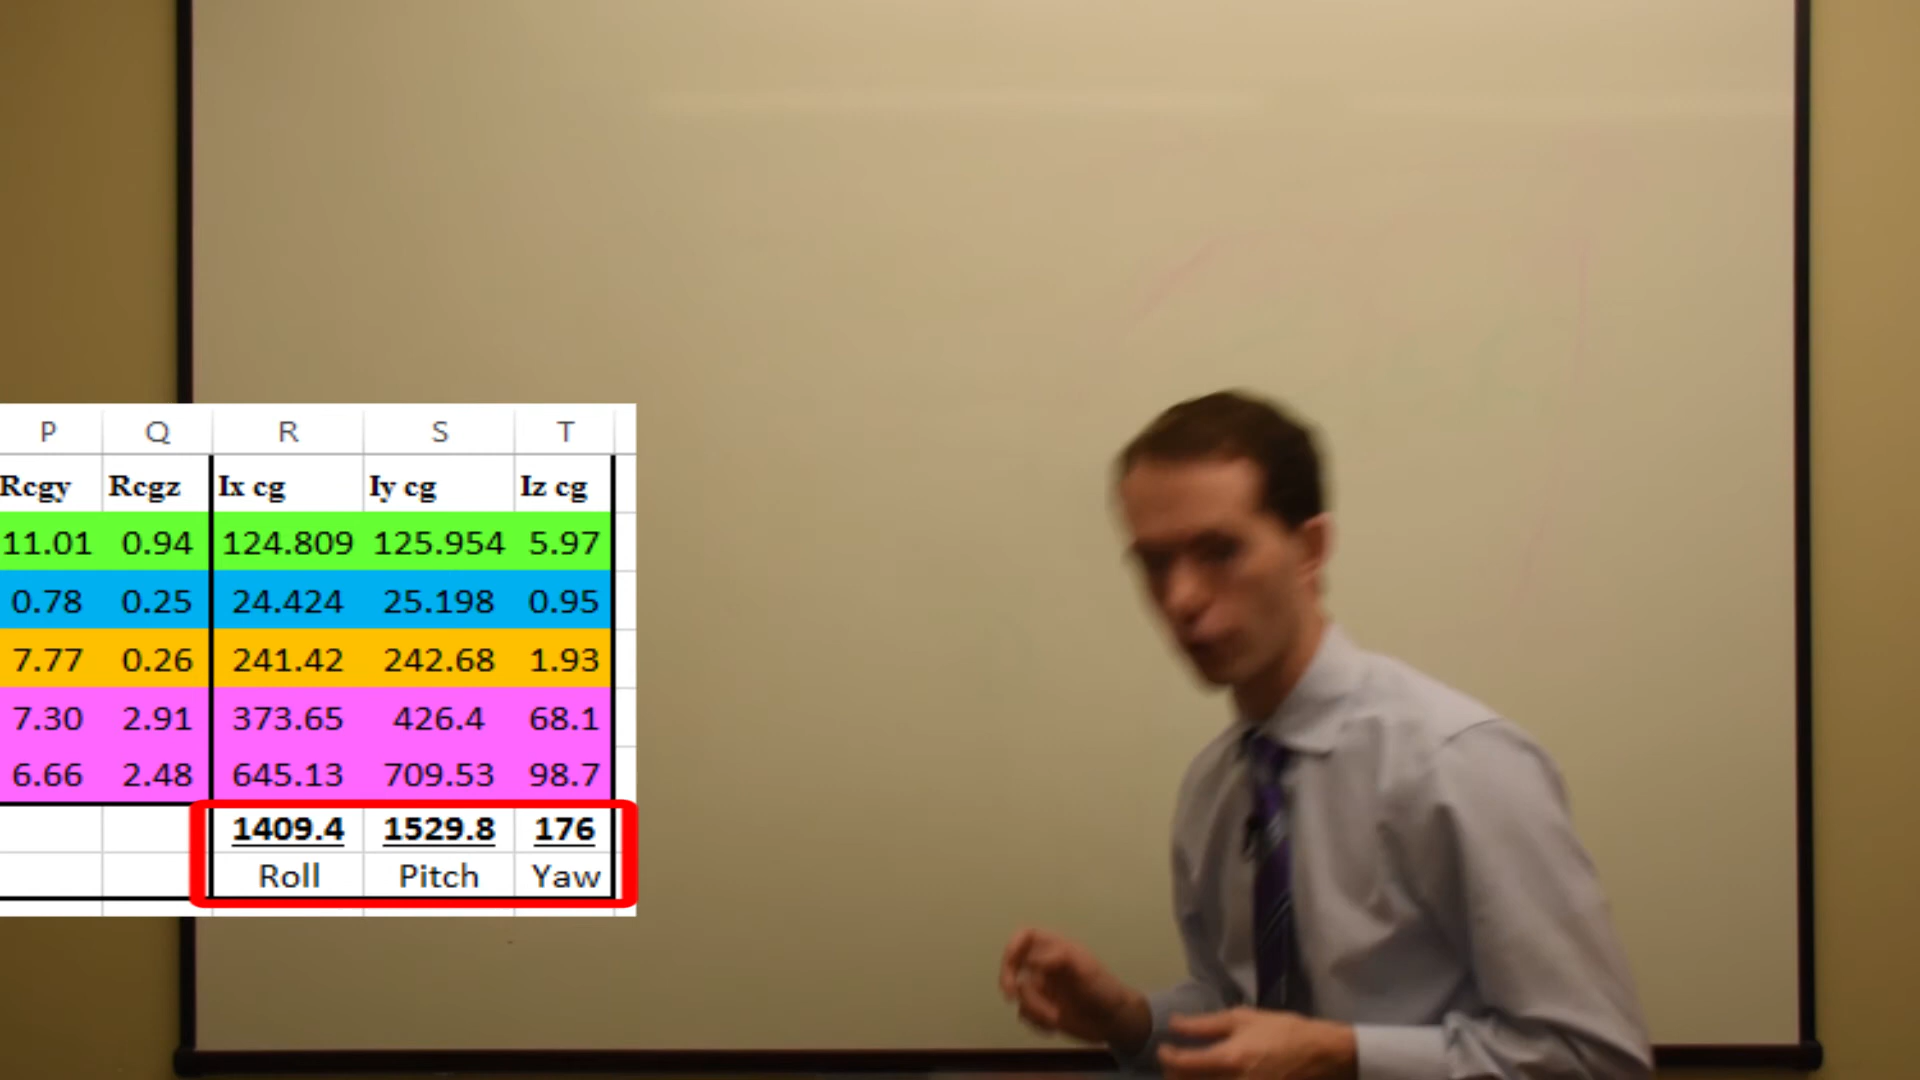 P Q R S T
Rcgy Rcgz Ix cg Iy cg Iz cg
11.01 0.94 124.809 125.954 5.97
0.78 0.25 24.424 25.198 0.95
7.77 0.26 241.42 242.68 1.93
7.30 2.91 373.65 426.4 68.1
6.66 2.48 645.13 709.53 98.7
1409.4 1529.8 176
Roll Pitch Yaw